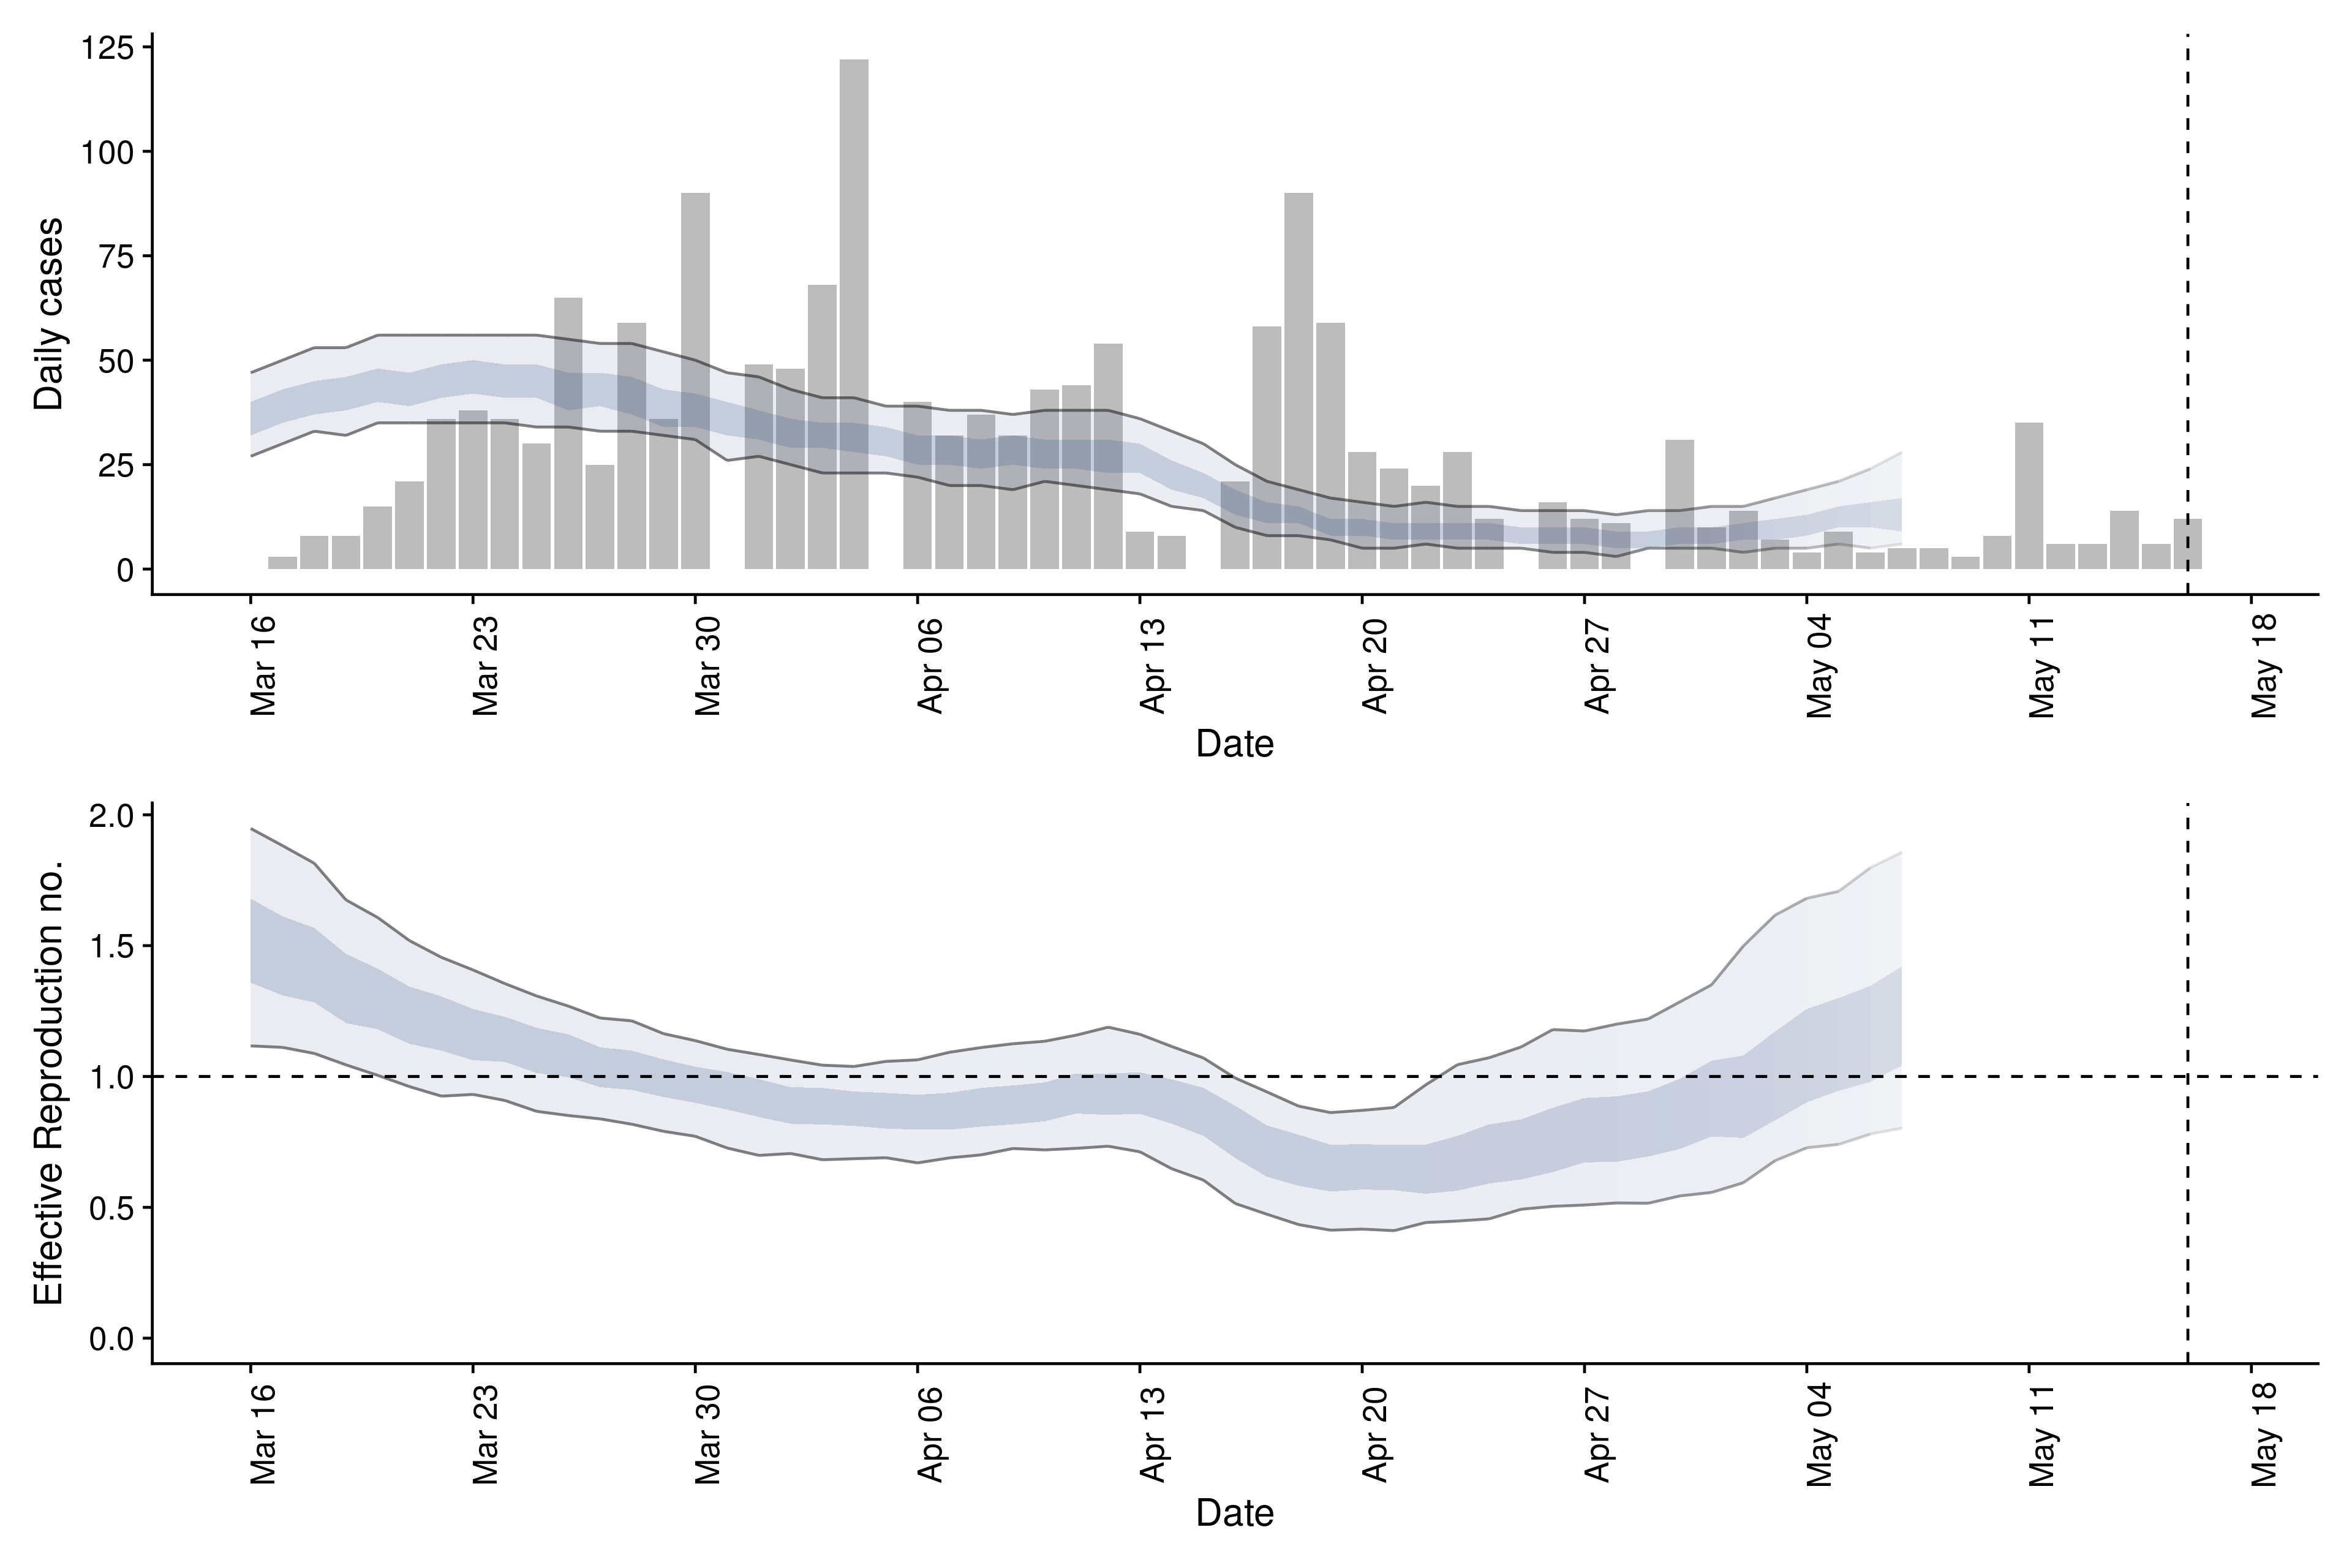 Daily cases
125
100
75
50
25
0
Mar 16
Mar 23
Mar 30
Apr 06
Apr 13
Apr 20
Apr 27
May 04
May 11
May 18
Date
Effective Reproduction no.
2.0
1.5
1.0
0.5
0.0
Mar 16
Mar 23
Mar 30
Apr 06
Apr 13
Apr 20
Apr 27
May 04
May 11
May 18
Date